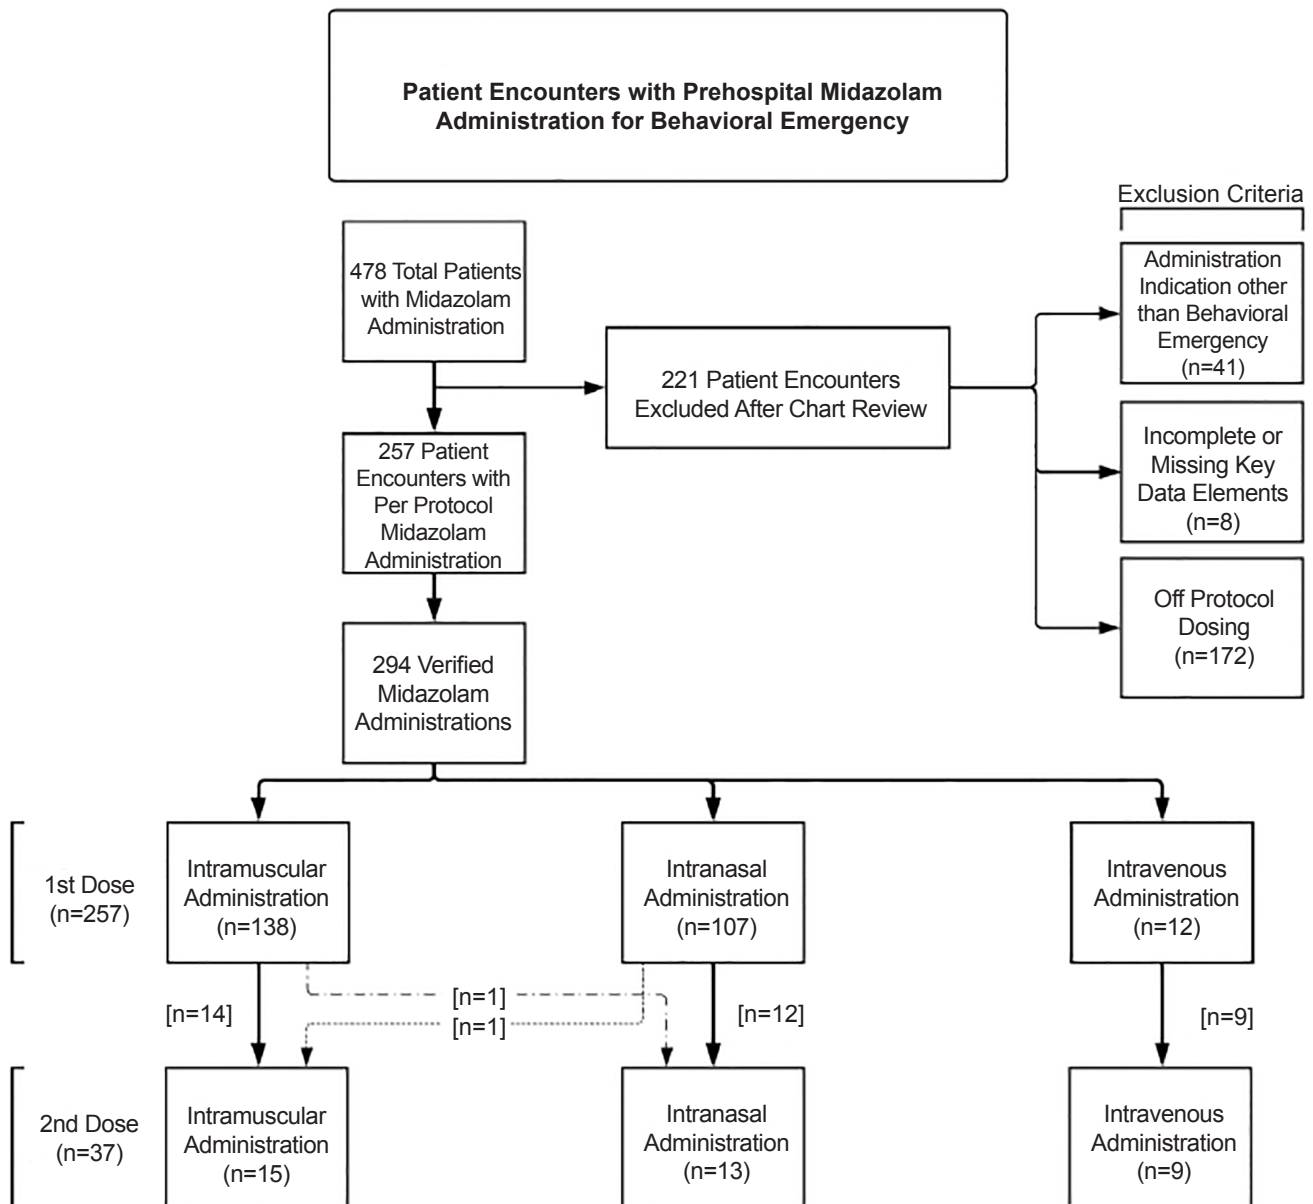 Patient Encounters with Prehospital Midazolam
Administration for Behavioral Emergency
Exclusion Criteria
478 Total Patients
with Midazolam
Administration
Administration
Indication other
than Behavioral
Emergency
(n=41)
221 Patient Encounters
Excluded After Chart Review
257 Patient
Encounters with
Per Protocol
Midazolam
Administration
Incomplete or
Missing Key
Data Elements
(n=8)
Off Protocol
Dosing
(n=172)
294 Verified
Midazolam
Administrations
1st Dose
(n=257)
Intramuscular
Administration
(n=138)
Intranasal
Administration
(n=107)
Intravenous
Administration
(n=12)
[n=14]
[n=1]
[n=1]
[n=12]
[n=9]
2nd Dose
(n=37)
Intramuscular
Administration
(n=15)
Intranasal
Administration
(n=13)
Intravenous
Administration
(n=9)